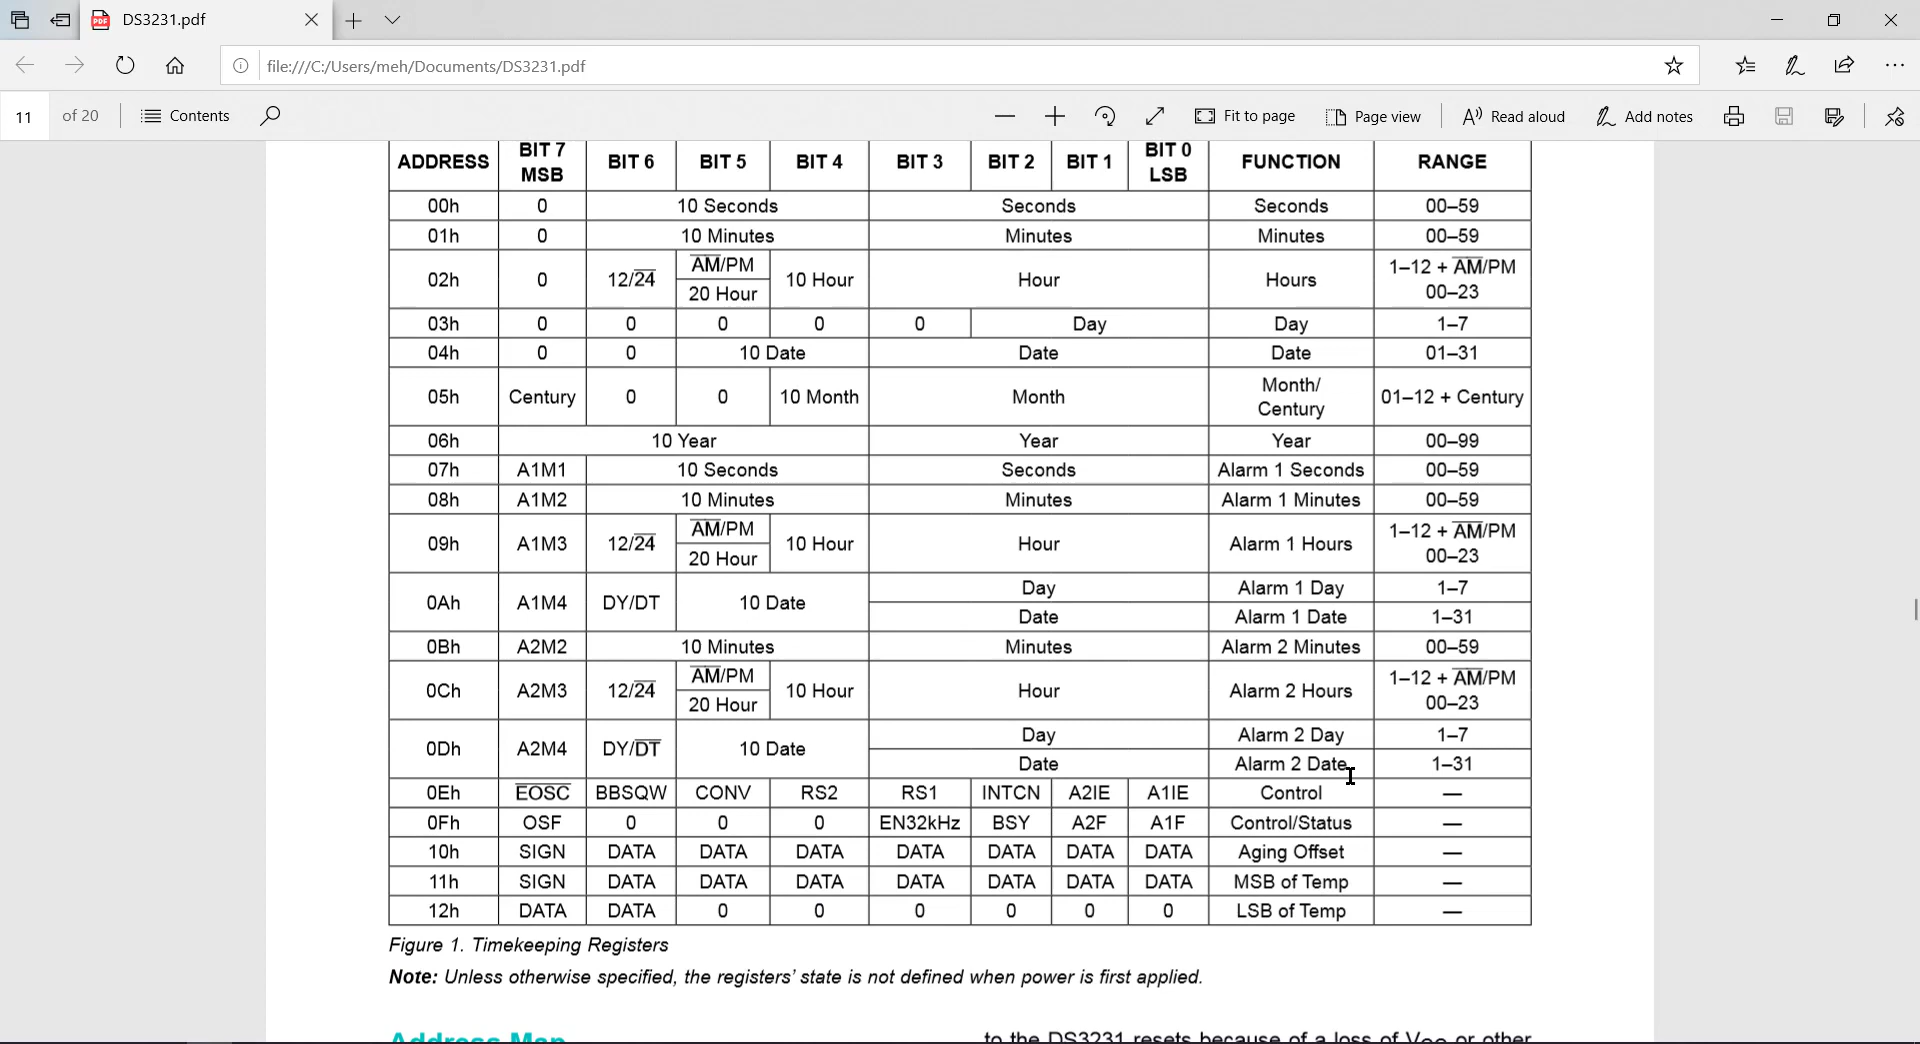 DS3231.pdf
file:///C:/Users/meh/Documents/DS3231.pdf
11 of 20 Contents Fit to page Page view Read aloud Add notes
ADDRESS BIT 7 MSB BIT 6 BIT 5 BIT 4 BIT 3 BIT 2 BIT 1 BIT 0 LSB FUNCTION RANGE
00h 0 10 Seconds Seconds Seconds 00–59
01h 0 10 Minutes Minutes Minutes 00–59
02h 0 12/24 AM/PM 20 Hour 10 Hour Hour Hours 1–12 + AM/PM 00–23
03h 0 0 0 0 0 Day Day 1–7
04h 0 0 10 Date Date Date 01–31
05h Century 0 0 10 Month Month Month/ Century 01–12 + Century
06h 10 Year Year Year 00–99
07h A1M1 10 Seconds Seconds Alarm 1 Seconds 00–59
08h A1M2 10 Minutes Minutes Alarm 1 Minutes 00–59
09h A1M3 12/24 AM/PM 20 Hour 10 Hour Hour Alarm 1 Hours 1–12 + AM/PM 00–23
0Ah A1M4 DY/DT 10 Date Day Alarm 1 Day 1–7
Date Alarm 1 Date 1–31
0Bh A2M2 10 Minutes Minutes Alarm 2 Minutes 00–59
0Ch A2M3 12/24 AM/PM 20 Hour 10 Hour Hour Alarm 2 Hours 1–12 + AM/PM 00–23
0Dh A2M4 DY/DT 10 Date Day Alarm 2 Day 1–7
Date Alarm 2 Date 1–31
0Eh EOSC BBSQW CONV RS2 RS1 INTCN A2IE A1IE Control —
0Fh OSF 0 0 0 EN32kHz BSY A2F A1F Control/Status —
10h SIGN DATA DATA DATA DATA DATA DATA DATA Aging Offset —
11h SIGN DATA DATA DATA DATA DATA DATA DATA MSB of Temp —
12h DATA DATA 0 0 0 0 0 0 LSB of Temp —
Figure 1. Timekeeping Registers
Note: Unless otherwise specified, the registers' state is not defined when power is first applied.
Address Map
to the DS3231 resets because of a loss of VCC or other